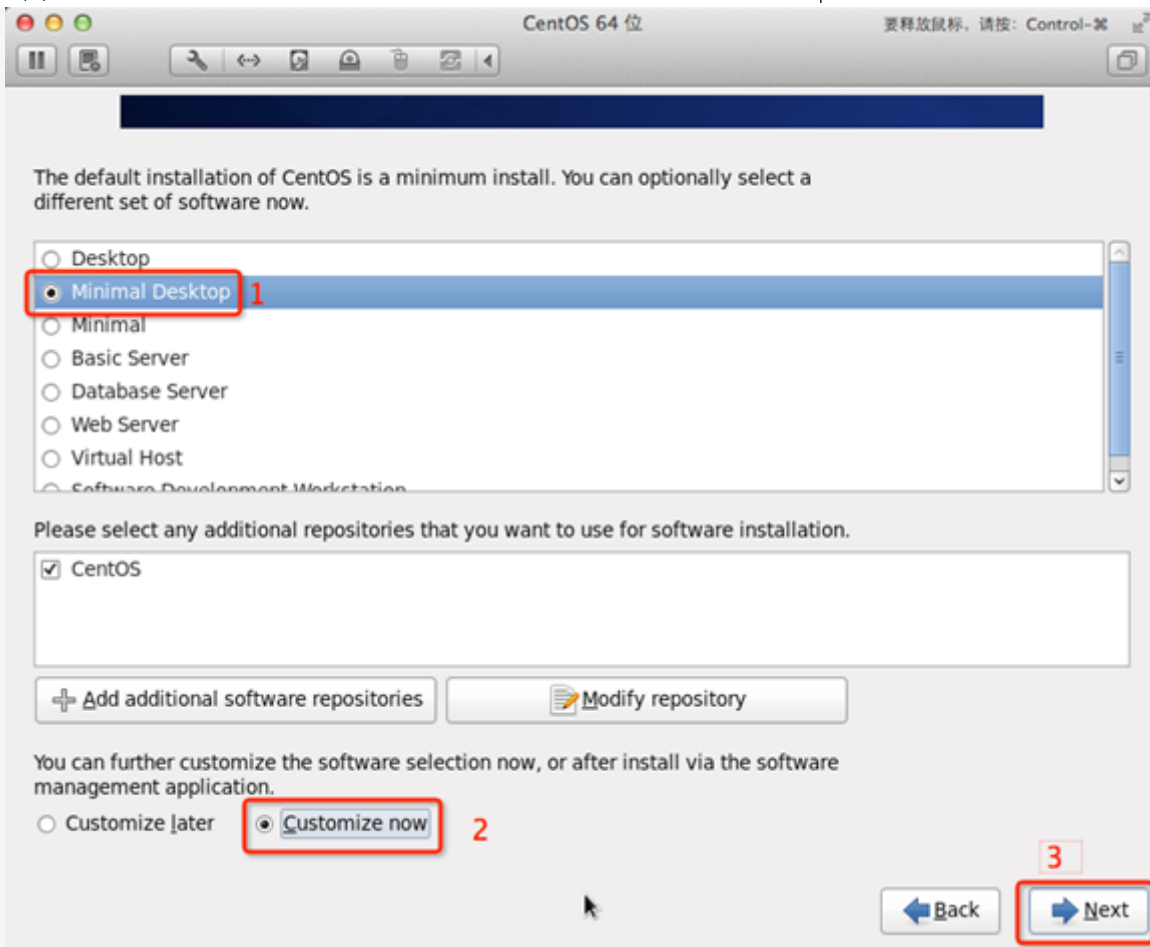 CentOS 64 位
要释放鼠标，请按：Control-⌘
The default installation of CentOS is a minimum install. You can optionally select a
different set of software now.
Desktop
Minimal Desktop 1
Minimal
Basic Server
Database Server
Web Server
Virtual Host
Software Development Workstation
Please select any additional repositories that you want to use for software installation.
CentOS
Add additional software repositories
Modify repository
You can further customize the software selection now, or after install via the software
management application.
Customize later
Customize now
2
3
Back
Next